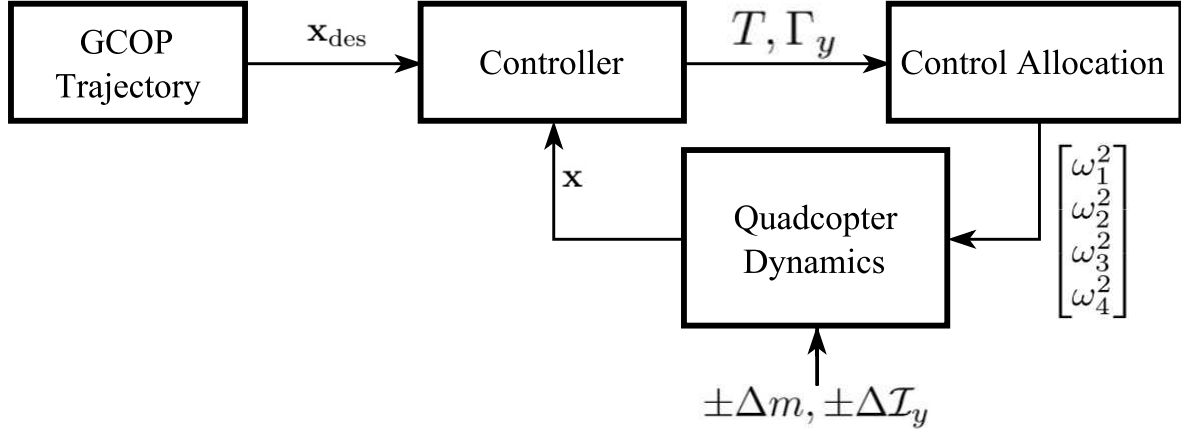 GCOP
Trajectory
x_des
Controller
T, Γ_y
Control Allocation
x
Quadcopter
Dynamics
[ω_1^2
ω_2^2
ω_3^2
ω_4^2]
±Δm, ±Δℐ_y